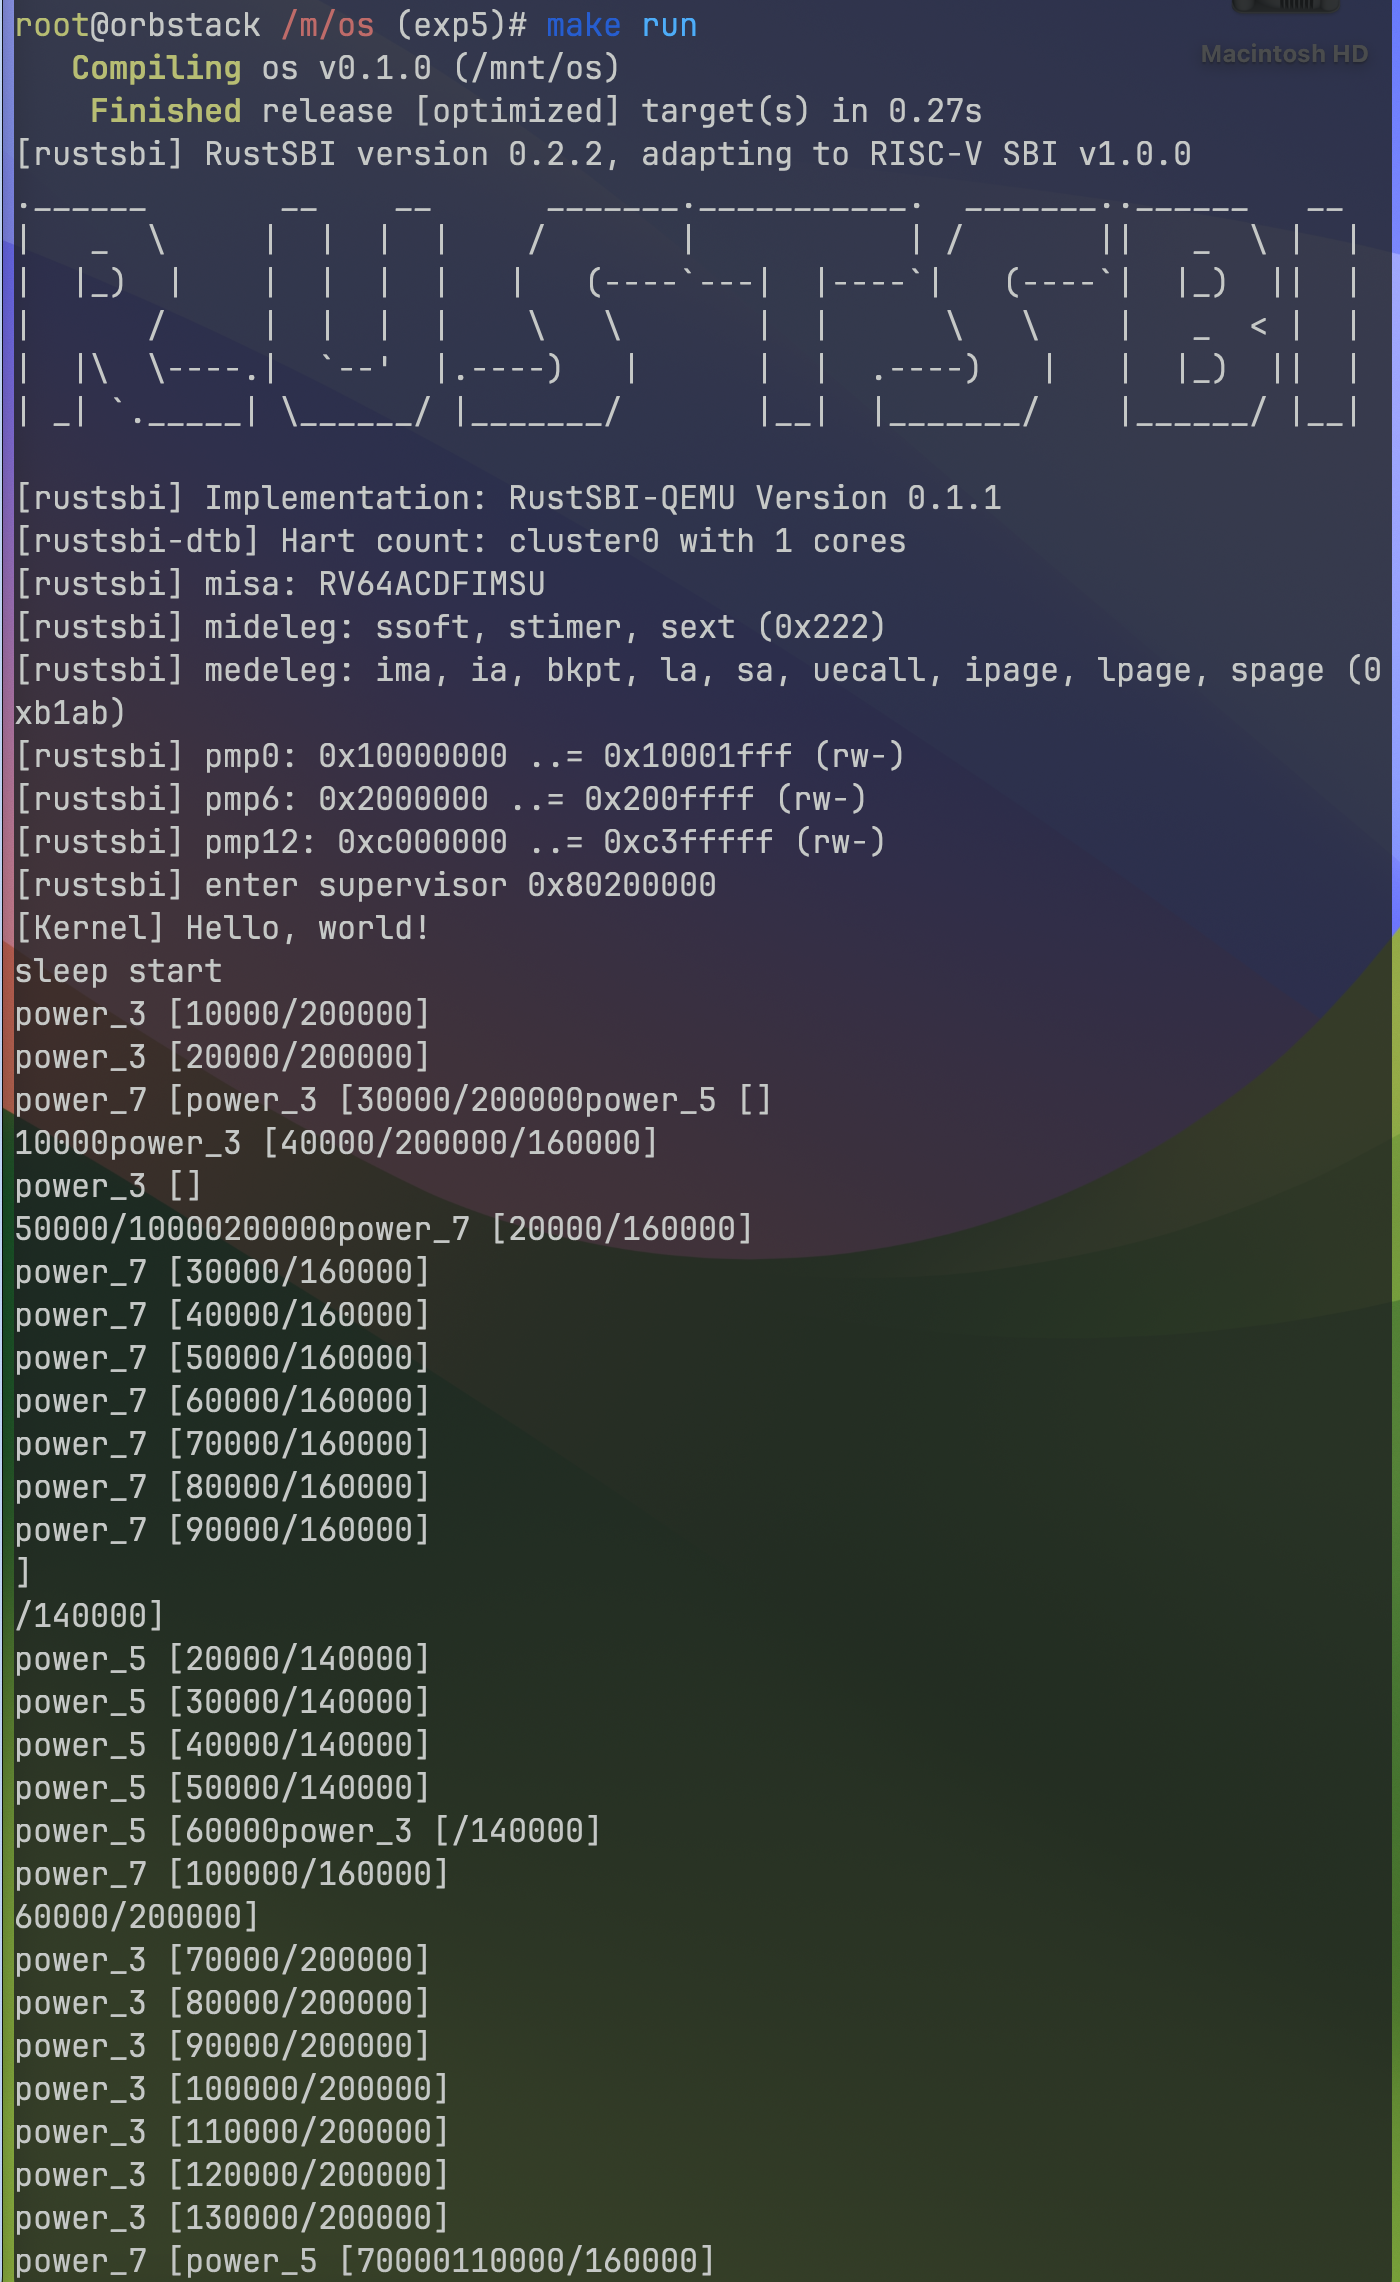 root@orbstack /m/os (exp5)# make run
Macintosh HD
   Compiling os v0.1.0 (/mnt/os)
    Finished release [optimized] target(s) in 0.27s
[rustsbi] RustSBI version 0.2.2, adapting to RISC-V SBI v1.0.0
.______       __    __      _______.___________.  _______..______   __
|   _  \     |  |  |  |    /       |           | /       ||   _  \ |  |
|  |_)  |    |  |  |  |   |   (----`---|  |----`|   (----`|  |_)  ||  |
|      /     |  |  |  |    \   \       |  |      \   \    |   _  < |  |
|  |\  \----.|  `--'  |.----)   |      |  |  .----)   |   |  |_)  ||  |
| _| `._____| \______/ |_______/       |__|  |_______/    |______/ |__|
[rustsbi] Implementation: RustSBI-QEMU Version 0.1.1
[rustsbi-dtb] Hart count: cluster0 with 1 cores
[rustsbi] misa: RV64ACDFIMSU
[rustsbi] mideleg: ssoft, stimer, sext (0x222)
[rustsbi] medeleg: ima, ia, bkpt, la, sa, uecall, ipage, lpage, spage (0
xb1ab)
[rustsbi] pmp0: 0x10000000 ..= 0x10001fff (rw-)
[rustsbi] pmp6: 0x2000000 ..= 0x200ffff (rw-)
[rustsbi] pmp12: 0xc000000 ..= 0xc3fffff (rw-)
[rustsbi] enter supervisor 0x80200000
[Kernel] Hello, world!
sleep start
power_3 [10000/200000]
power_3 [20000/200000]
power_7 [power_3 [30000/200000power_5 []
10000power_3 [40000/200000/160000]
power_3 []
50000/10000200000power_7 [20000/160000]
power_7 [30000/160000]
power_7 [40000/160000]
power_7 [50000/160000]
power_7 [60000/160000]
power_7 [70000/160000]
power_7 [80000/160000]
power_7 [90000/160000]
]
/140000]
power_5 [20000/140000]
power_5 [30000/140000]
power_5 [40000/140000]
power_5 [50000/140000]
power_5 [60000power_3 [/140000]
power_7 [100000/160000]
60000/200000]
power_3 [70000/200000]
power_3 [80000/200000]
power_3 [90000/200000]
power_3 [100000/200000]
power_3 [110000/200000]
power_3 [120000/200000]
power_3 [130000/200000]
power_7 [power_5 [70000110000/160000]